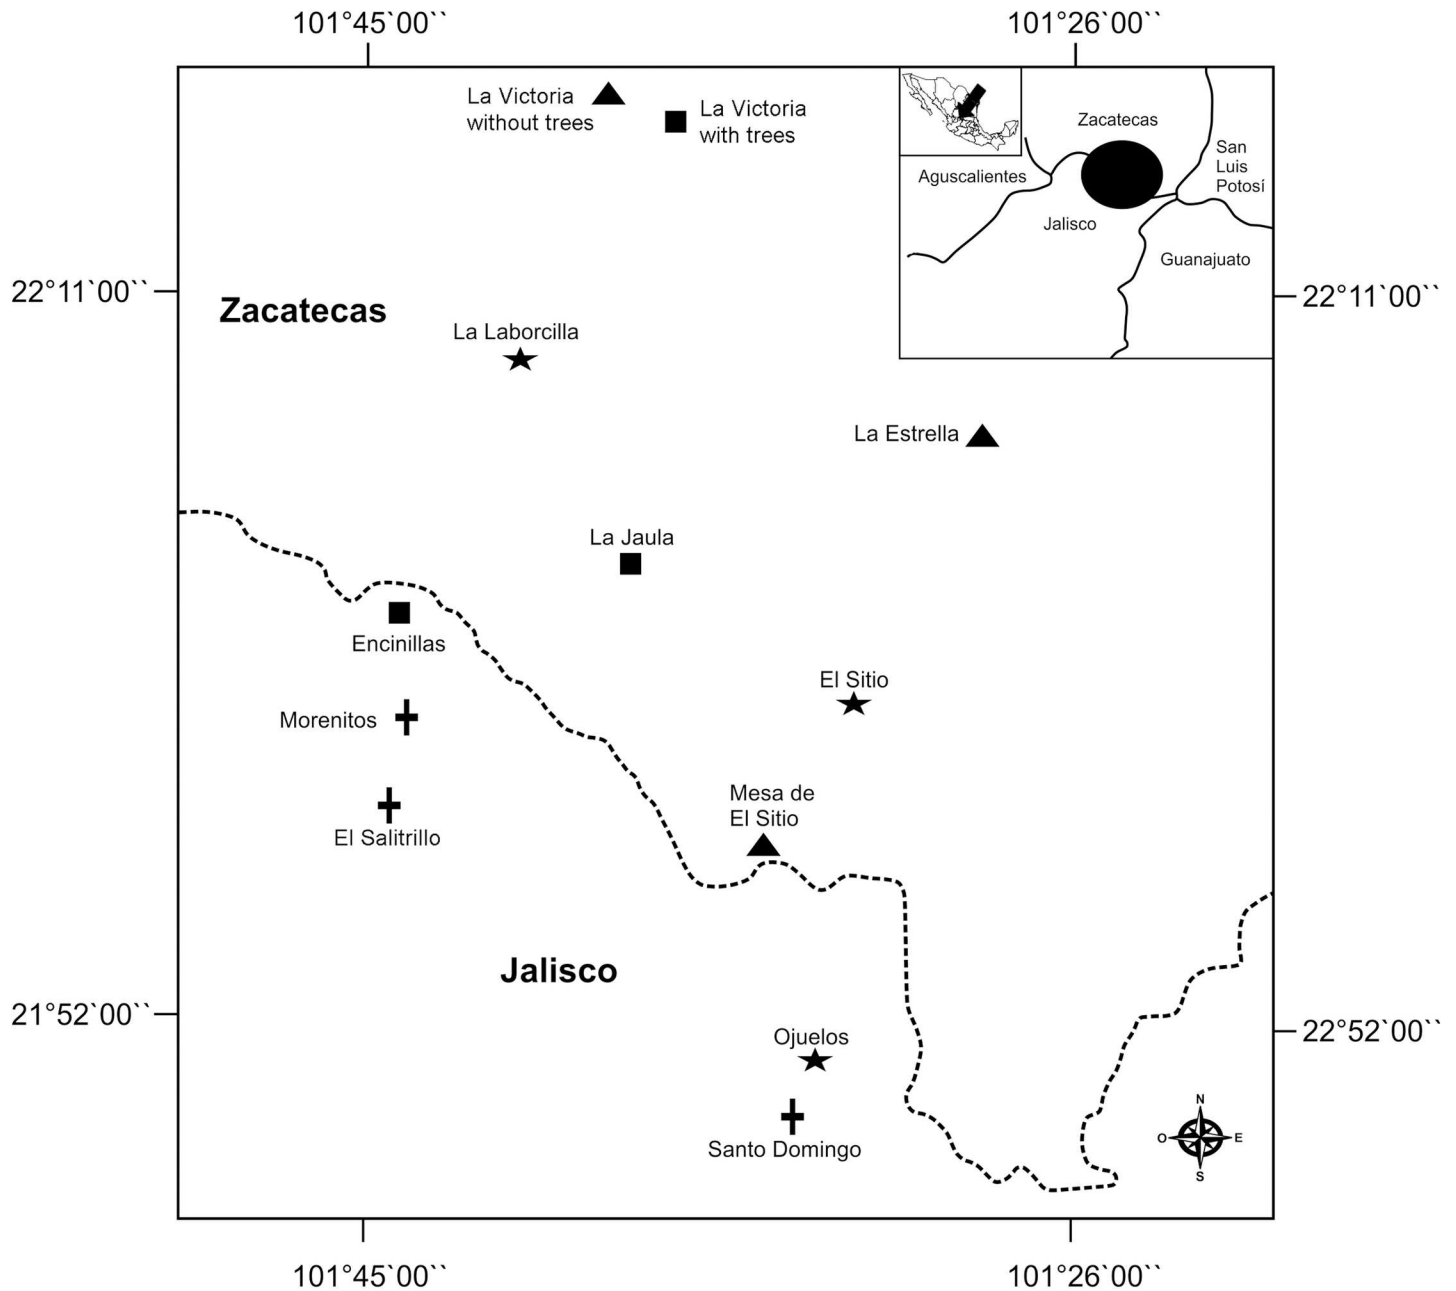 101°45`00``
101°26`00``
La Victoria
without trees
La Victoria
with trees
Zacatecas
San
Luis
Potosí
Aguscalientes
Jalisco
Guanajuato
22°11`00``
22°11`00``
Zacatecas
La Laborcilla
La Estrella
La Jaula
Encinillas
El Sitio
Morenitos
Mesa de
El Sitio
El Salitrillo
Jalisco
21°52`00``
22°52`00``
Ojuelos
Santo Domingo
N
O
E
S
101°45`00``
101°26`00``